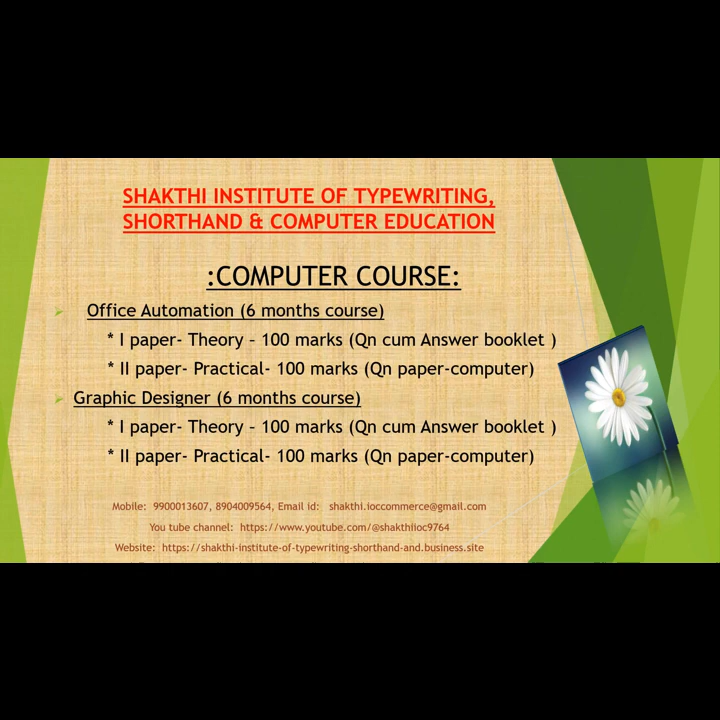 SHAKTHI INSTITUTE OF TYPEWRITING,
SHORTHAND & COMPUTER EDUCATION
:COMPUTER COURSE:
Office Automation (6 months course)
* I paper- Theory – 100 marks (Qn cum Answer booklet )
* II paper- Practical- 100 marks (Qn paper-computer)
Graphic Designer (6 months course)
* I paper- Theory – 100 marks (Qn cum Answer booklet )
* II paper- Practical- 100 marks (Qn paper-computer)
Mobile: 9900013607, 8904009564, Email id: shakthi.ioccommerce@gmail.com
You tube channel: https://www.youtube.com/@shakthiioc9764
Website: https://shakthi-institute-of-typewriting-shorthand-and.business.site